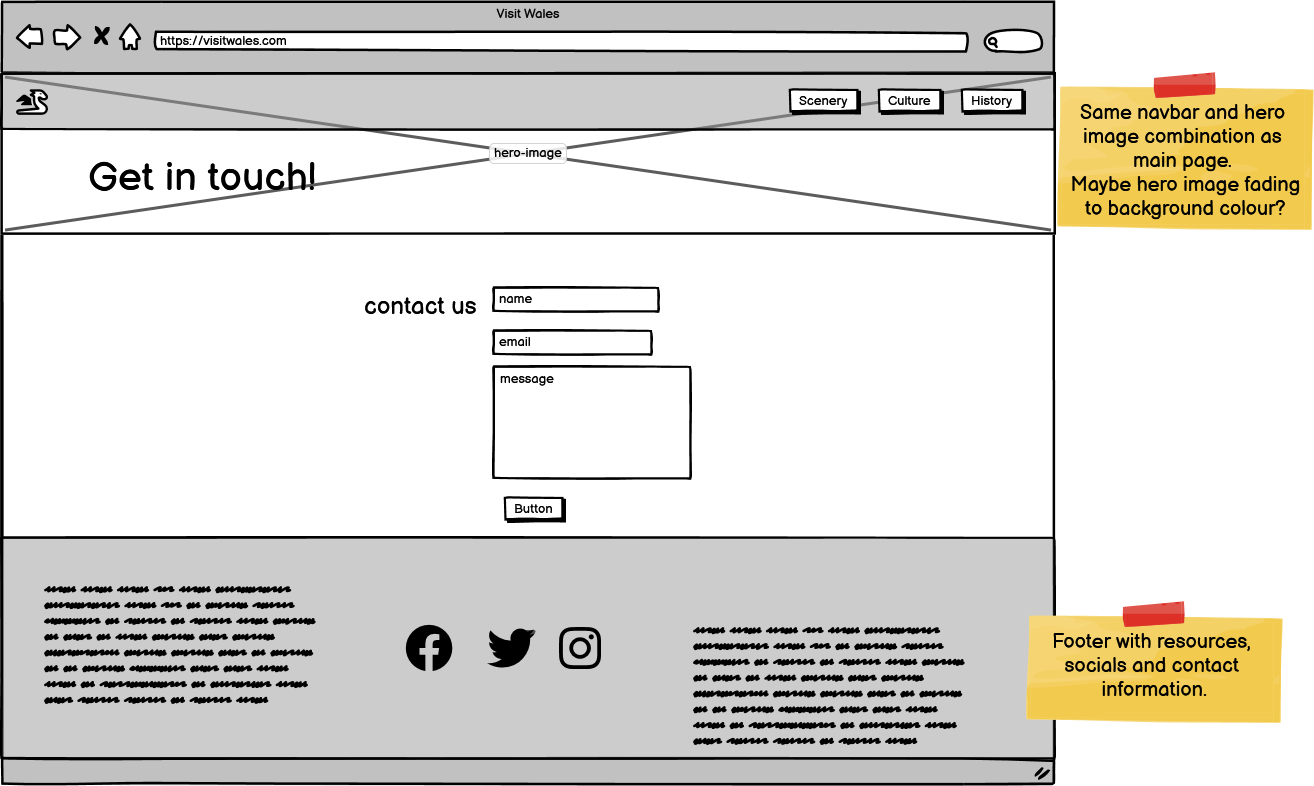 Visit Wales
https://visitwales.com
Scenery
Culture
History
hero-image
Get in touch!
Same navbar and hero
image combination as
main page.
Maybe hero image fading
to background colour?
contact us
name
email
message
Button
Footer with resources,
socials and contact
information.